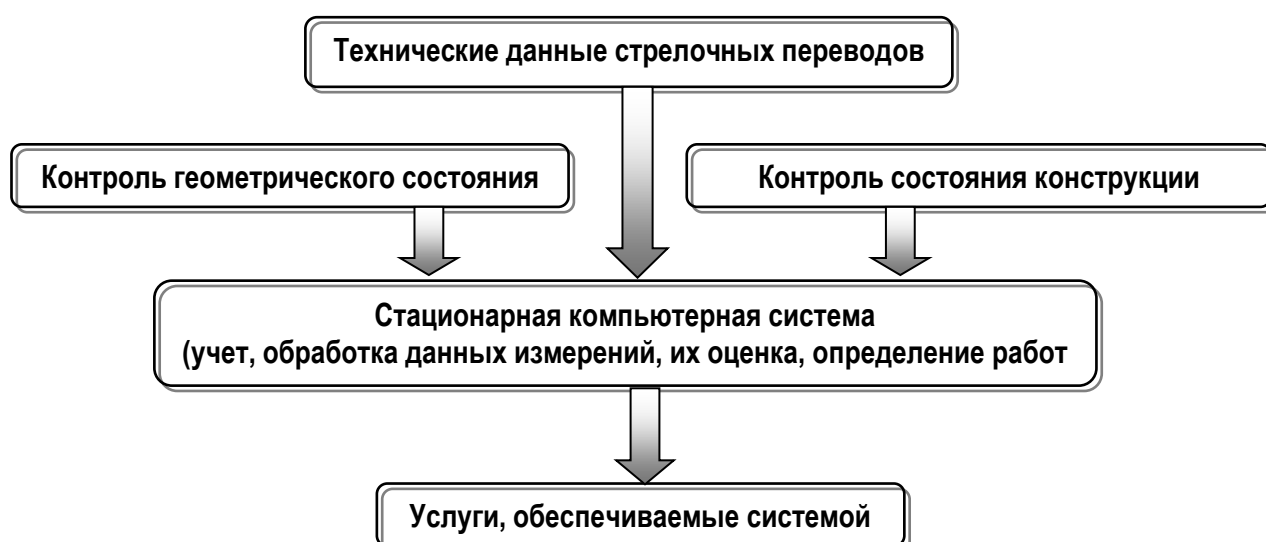 Технические данные стрелочных переводов
Контроль геометрического состояния
Контроль состояния конструкции
Стационарная компьютерная система
(учет, обработка данных измерений, их оценка, определение работ
Услуги, обеспечиваемые системой